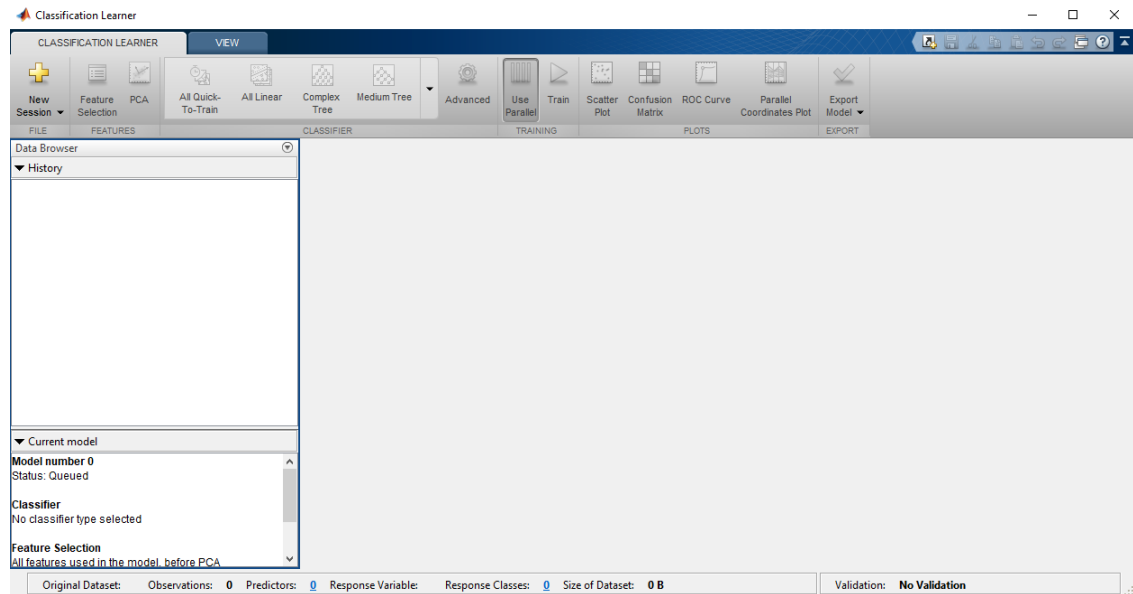 Classification Learner
CLASSIFICATION LEARNER VIEW
New Session
Feature Selection
PCA
All Quick-To-Train
All Linear
Complex Tree
Medium Tree
Advanced
Use Parallel
Train
Scatter Plot
Confusion Matrix
ROC Curve
Parallel Coordinates Plot
Export Model
FILE FEATURES CLASSIFIER TRAINING PLOTS EXPORT
Data Browser
History
Current model
Model number 0
Status: Queued
Classifier
No classifier type selected
Feature Selection
All features used in the model, before PCA
Original Dataset: Observations: 0 Predictors: 0 Response Variable: Response Classes: 0 Size of Dataset: 0 B Validation: No Validation